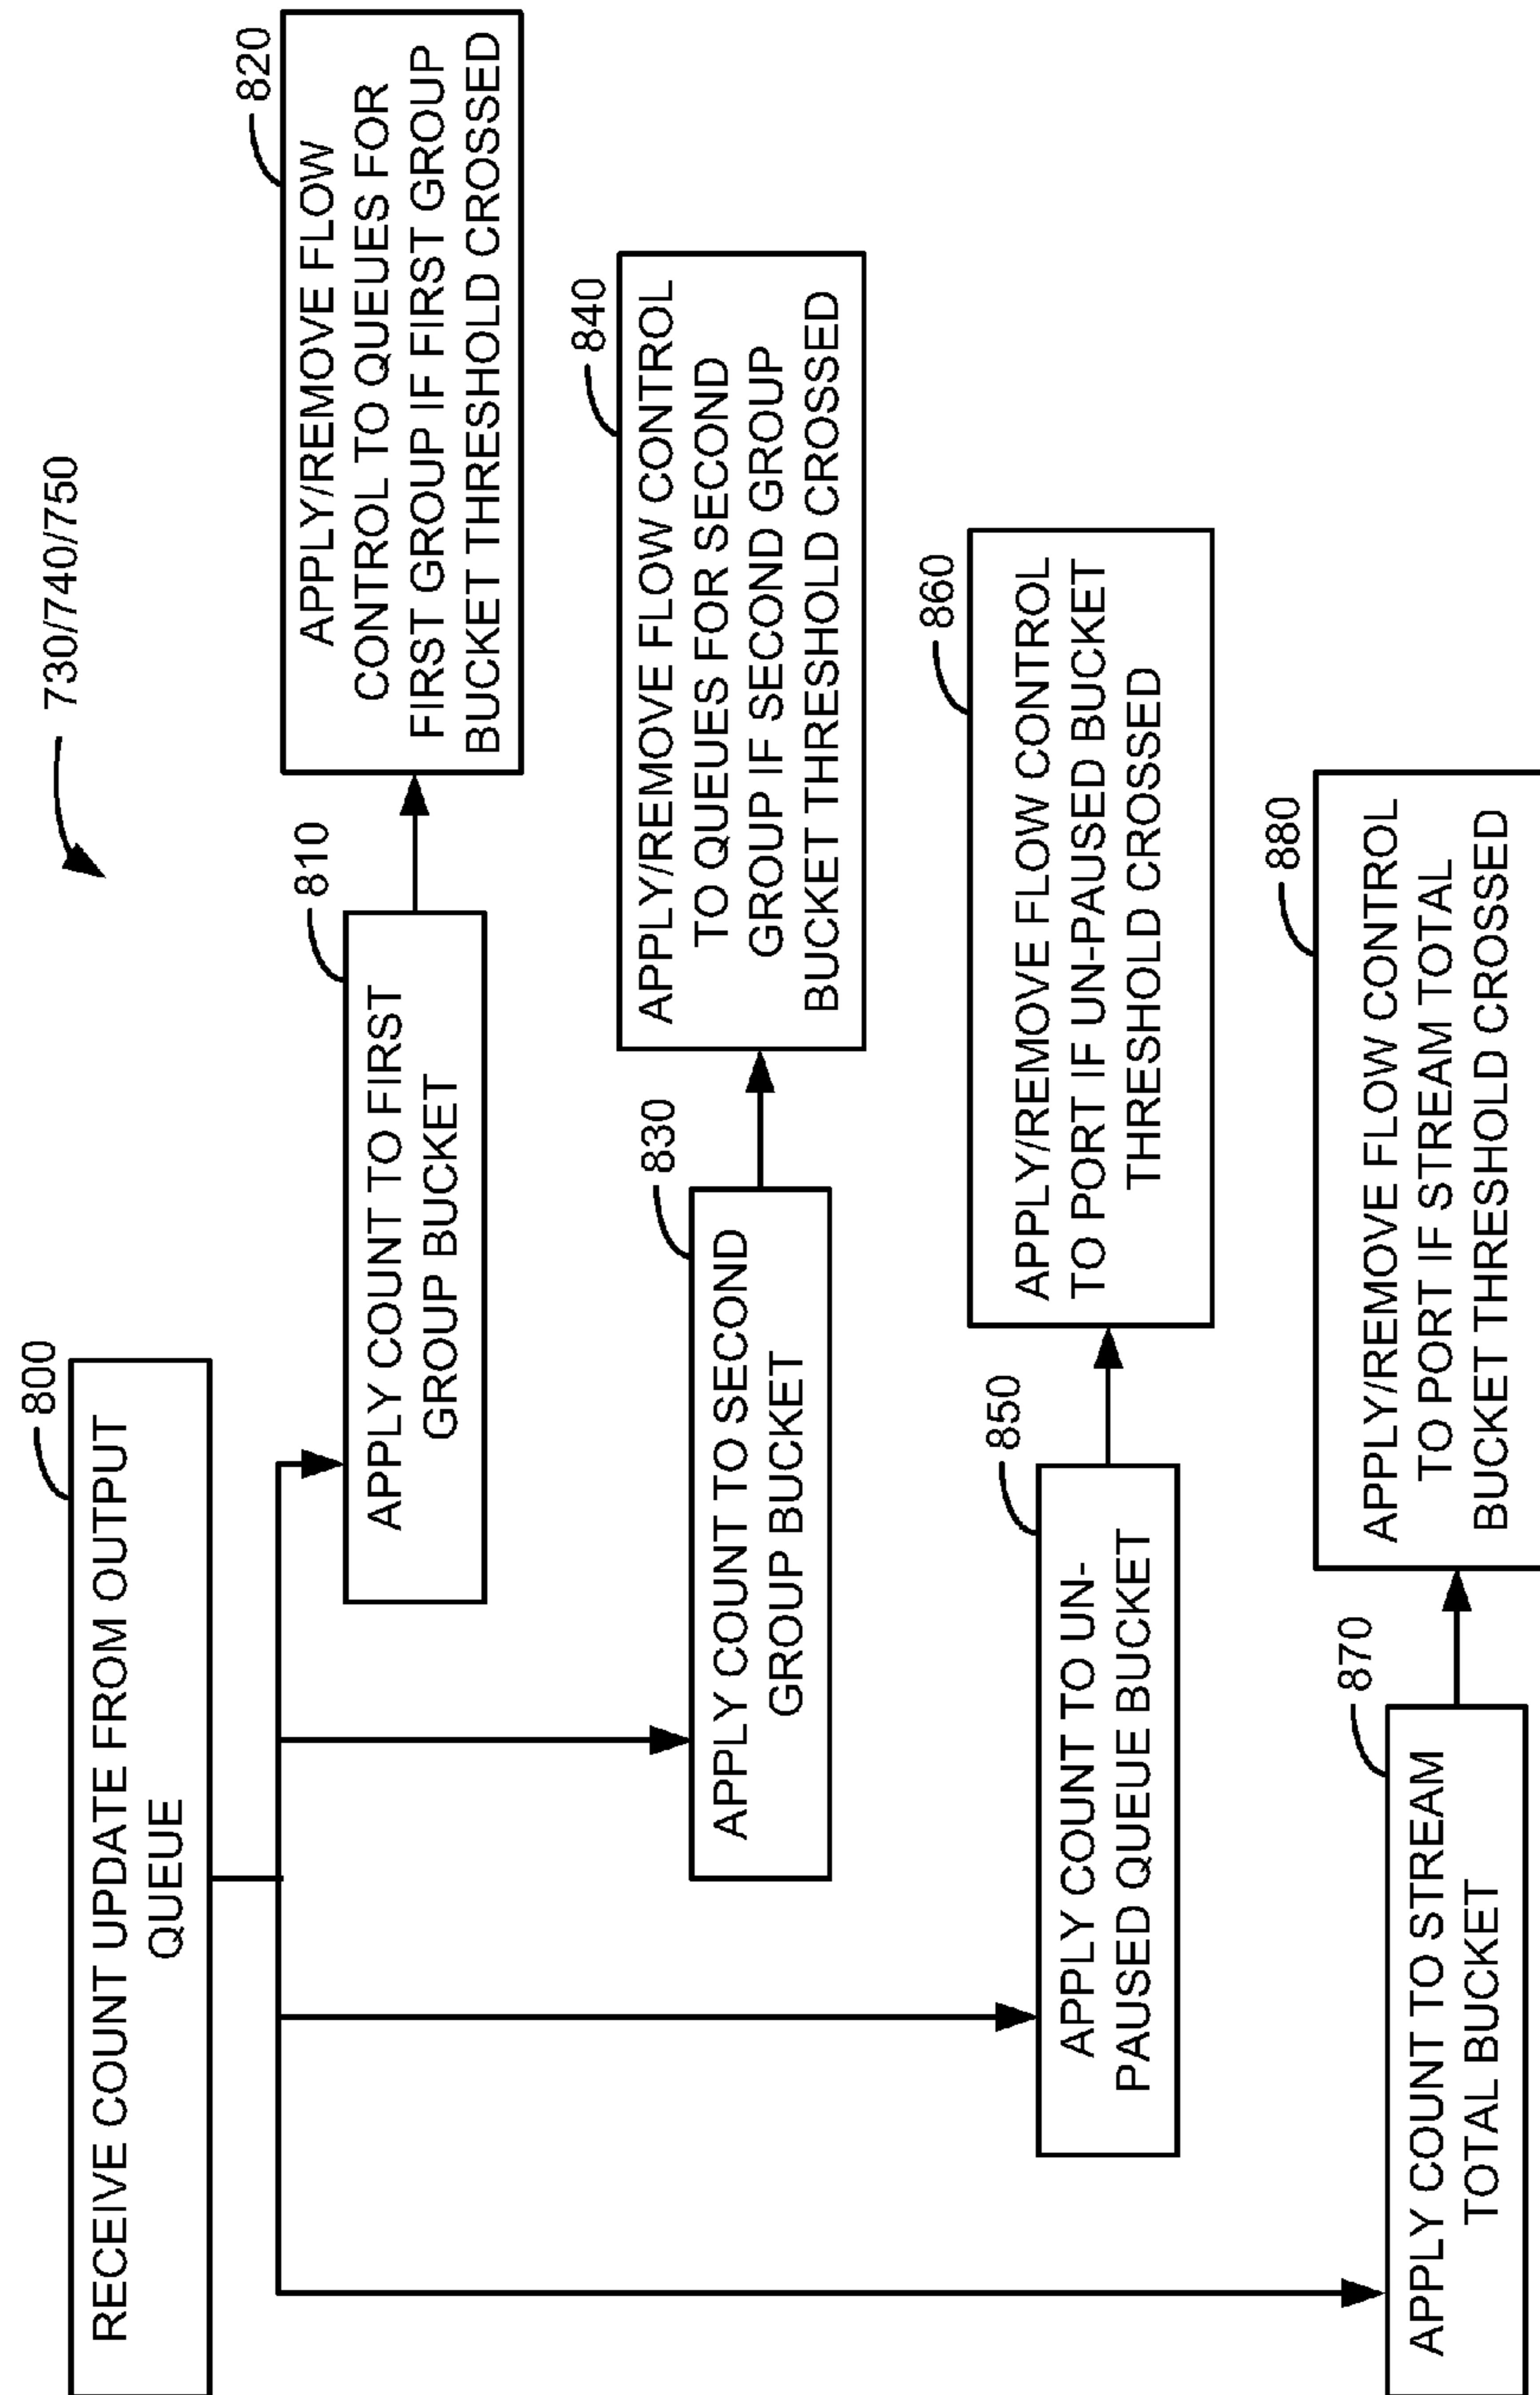 730/740/750
800
RECEIVE COUNT UPDATE FROM OUTPUT
QUEUE
810
APPLY COUNT TO FIRST
GROUP BUCKET
820
APPLY/REMOVE FLOW
CONTROL TO QUEUES FOR
FIRST GROUP IF FIRST GROUP
BUCKET THRESHOLD CROSSED
830
APPLY COUNT TO SECOND
GROUP BUCKET
840
APPLY/REMOVE FLOW CONTROL
TO QUEUES FOR SECOND
GROUP IF SECOND GROUP
BUCKET THRESHOLD CROSSED
850
APPLY COUNT TO UN-
PAUSED QUEUE BUCKET
860
APPLY/REMOVE FLOW CONTROL
TO PORT IF UN-PAUSED BUCKET
THRESHOLD CROSSED
870
APPLY COUNT TO STREAM
TOTAL BUCKET
880
APPLY/REMOVE FLOW CONTROL
TO PORT IF STREAM TOTAL
BUCKET THRESHOLD CROSSED